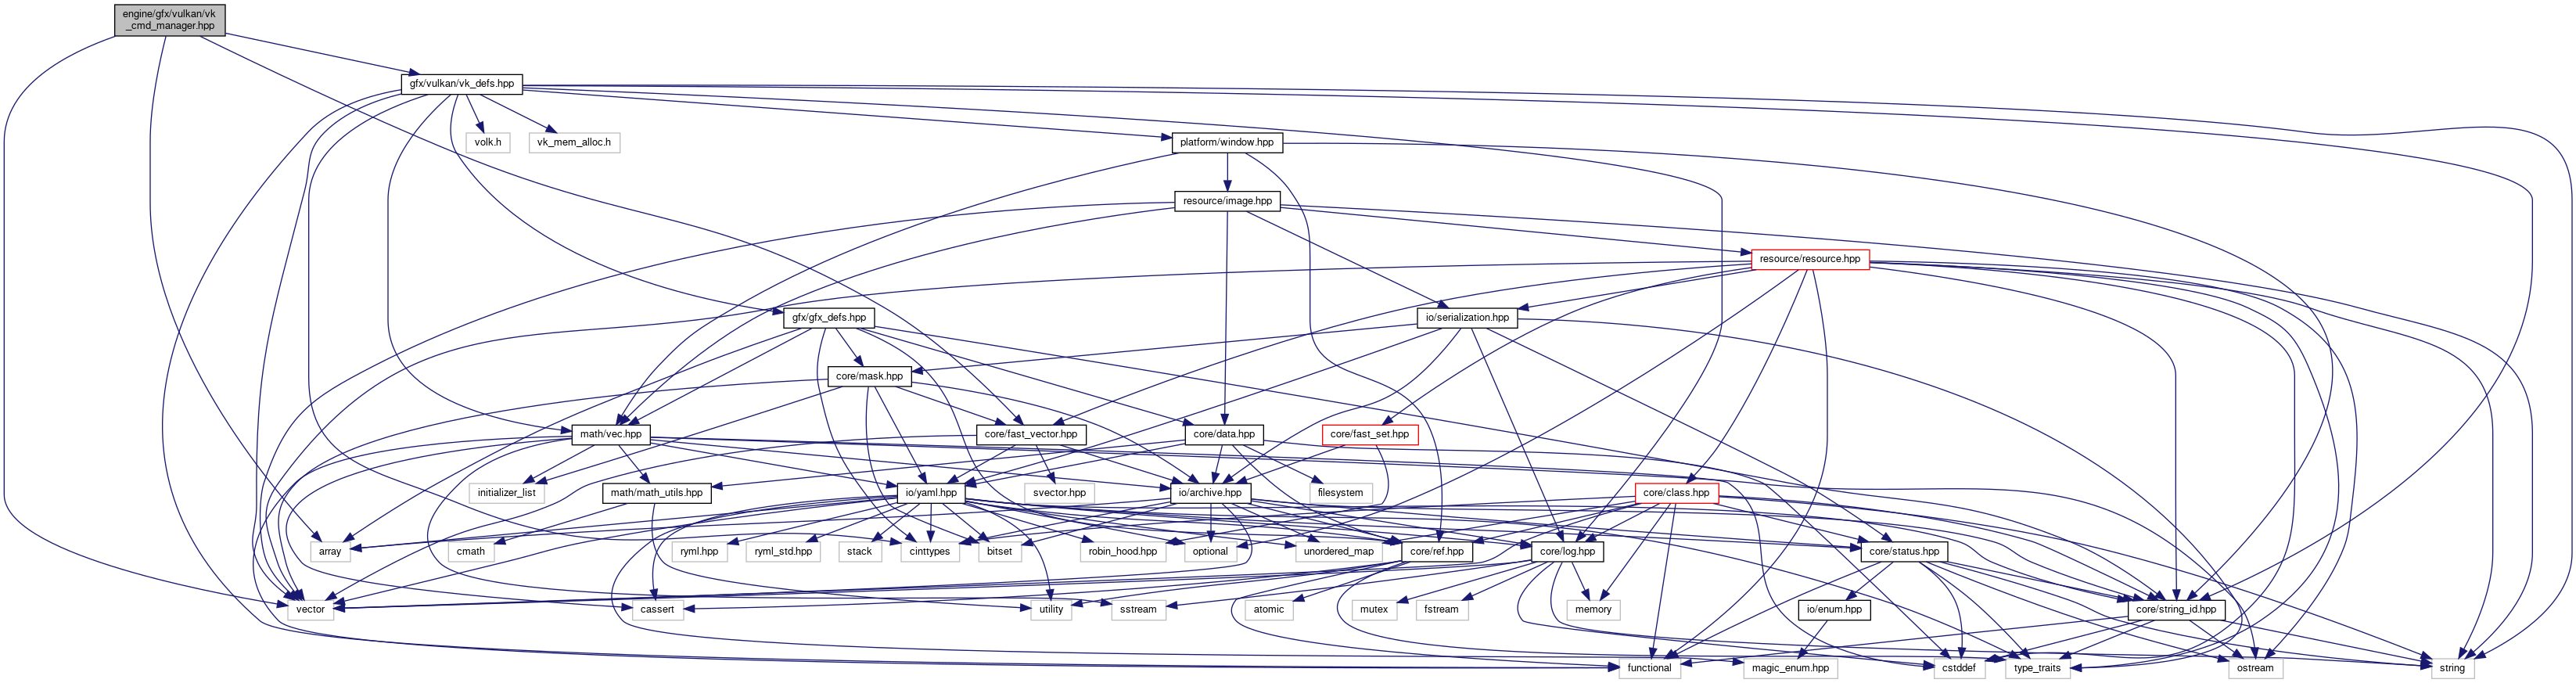 engine/gfx/vulkan/vk
_cmd_manager.hpp
gfx/vulkan/vk_defs.hpp
volk.h
vk_mem_alloc.h
platform/window.hpp
resource/image.hpp
resource/resource.hpp
gfx/gfx_defs.hpp
io/serialization.hpp
core/mask.hpp
math/vec.hpp
core/fast_vector.hpp
core/data.hpp
core/fast_set.hpp
initializer_list
math/math_utils.hpp
io/yaml.hpp
svector.hpp
io/archive.hpp
filesystem
core/class.hpp
array
cmath
ryml.hpp
ryml_std.hpp
stack
cinttypes
bitset
robin_hood.hpp
optional
unordered_map
core/ref.hpp
core/log.hpp
core/status.hpp
vector
cassert
utility
sstream
atomic
mutex
fstream
memory
io/enum.hpp
core/string_id.hpp
functional
magic_enum.hpp
cstddef
type_traits
ostream
string